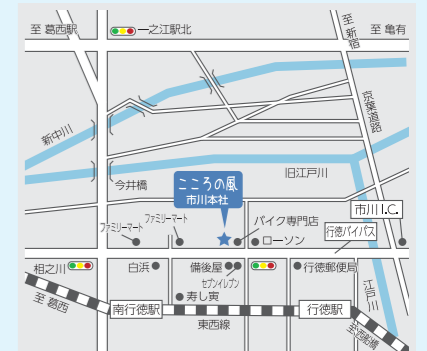 至 葛西駅
一之江駅北
至 新宿
至 亀有
京葉道路
新中川
旧江戸川
今井橋
こころの風
市川本社
市川I.C.
ファミリーマート
ファミリーマート
バイク専門店
ローソン
行徳バイパス
相之川
白浜
備後屋
セブンイレブン
行徳郵便局
江戸川
至 葛西
寿し寅
南行徳駅
行徳駅
東西線
至西船橋